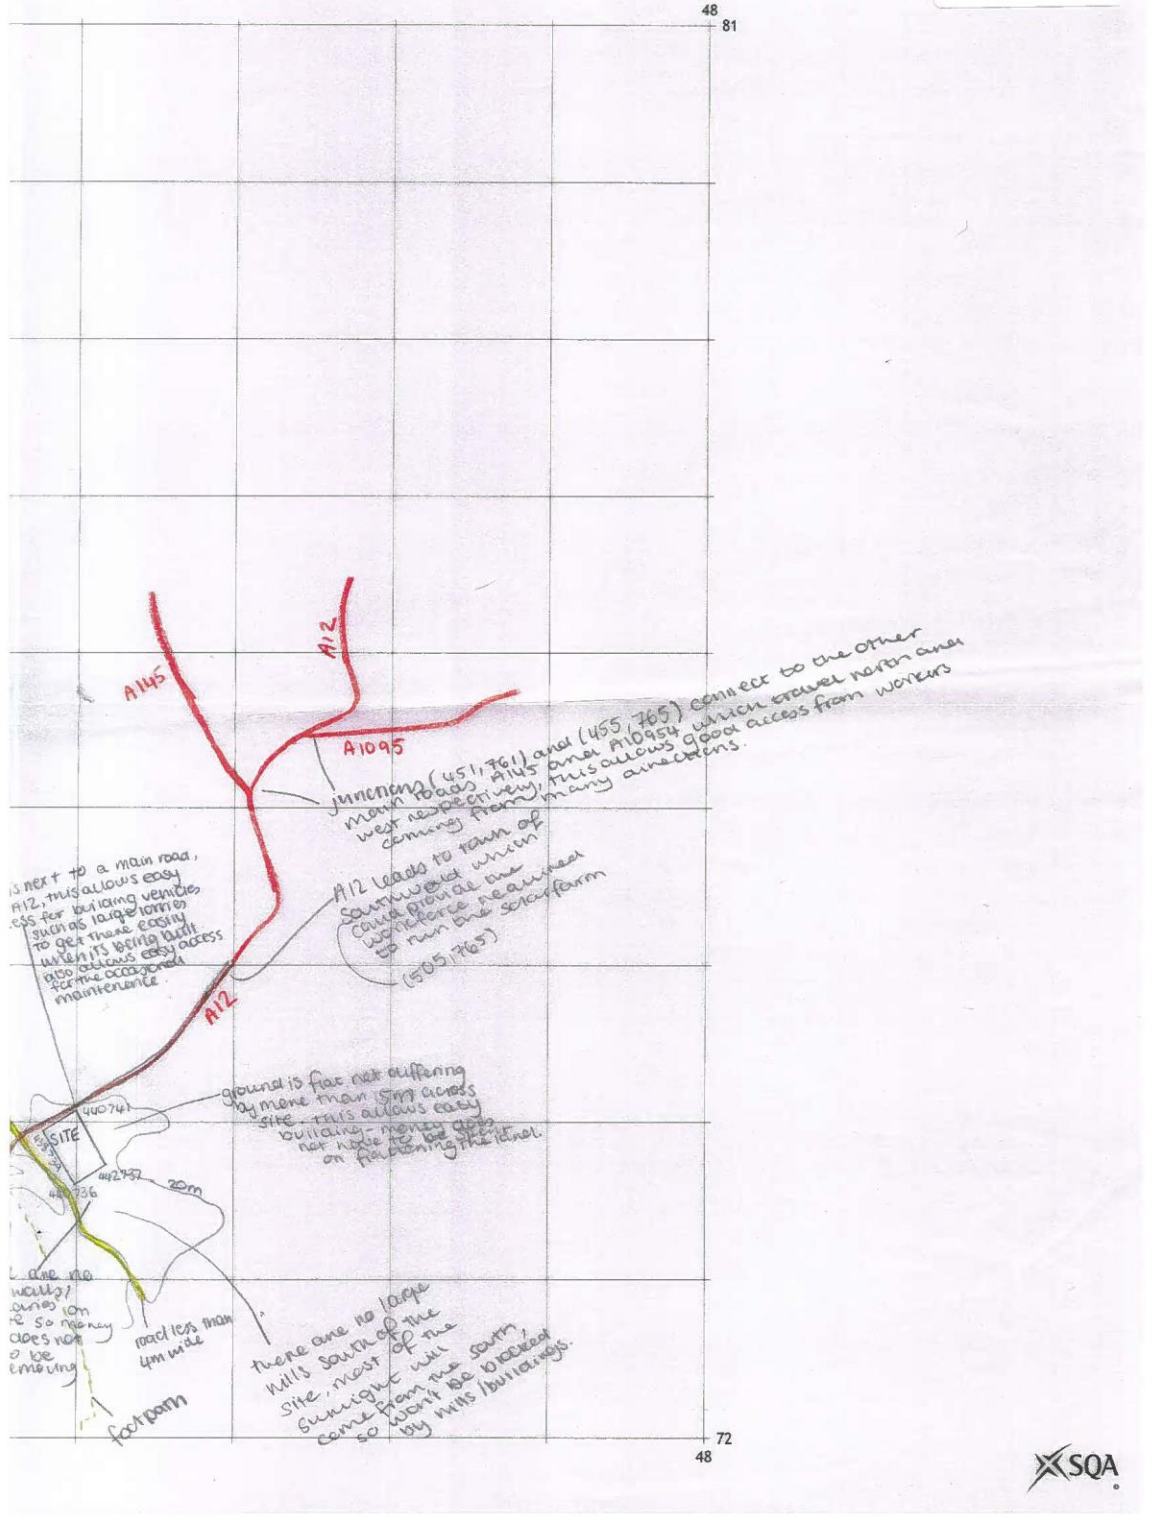 48
81
A12
A145
A1095
junctions (451,761) and (455,765) connect to the other
main roads A145 and A10954 which travel north and
west respectively, this allows good access from workers
coming from many directions.
is next to a main road,
A12, this allows easy
ess for building vehicles
such as large lorries
to get there easily
when its being built
also allows easy access
for the occasional
maintenence.
A12 leads to town of
Southwold which
could provide the
workforce required
to run the solar farm
(505,765)
A12
ground is flat not differing
by more than 15m across
site. This allows easy
building - money does
not have to be spent
on flattening the land.
440741
SITE
442737
20m
are no
walls,
on
so money
does not
o be
emoving
road less than
4m wide
footpath
there are no large
hills south of the
site, most of the
sunlight will
come from the south,
so won't be blocked
by hills / buildings.
72
48
SQA